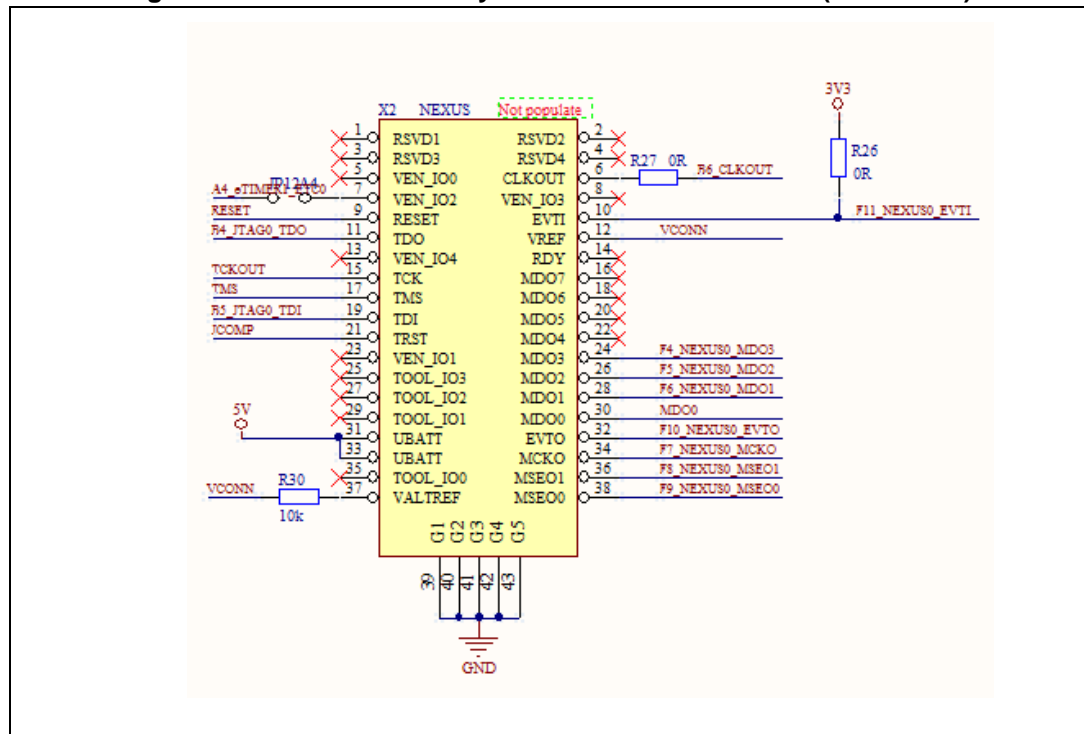 X2 NEXUS Not populate
3V3
1 RSVD1 RSVD2 2
3 RSVD3 RSVD4 4
R27 0R
R26
0R
5 VEN_IO0 CLKOUT 6 B6_CLKOUT
JP12A4
7 VEN_IO2 VEN_IO3 8
RESET 9 RESET EVTI 10 F11_NEXUS0_EVTI
B4_JTAG0_TDO 11 TDO VREF 12 VCONN
13 VEN_IO4 RDY 14
TCKOUT 15 TCK MDO7 16
TMS 17 TMS MDO6 18
B5_JTAG0_TDI 19 TDI MDO5 20
JCOMP 21 TRST MDO4 22
23 VEN_IO1 MDO3 24 F4_NEXUS0_MDO3
25 TOOL_IO3 MDO2 26 F5_NEXUS0_MDO2
27 TOOL_IO2 MDO1 28 F6_NEXUS0_MDO1
29 TOOL_IO1 MDO0 30 MDO0
5V
31 UBATT EVTO 32 F10_NEXUS0_EVTO
33 UBATT MCKO 34 F7_NEXUS0_MCKO
35 TOOL_IO0 MSEO1 36 F8_NEXUS0_MSEO1
VCONN R30 37 VALTREF MSEO0 38 F9_NEXUS0_MSEO0
10k
G1 G2 G3 G4 G5
39 40 41 42 43
GND